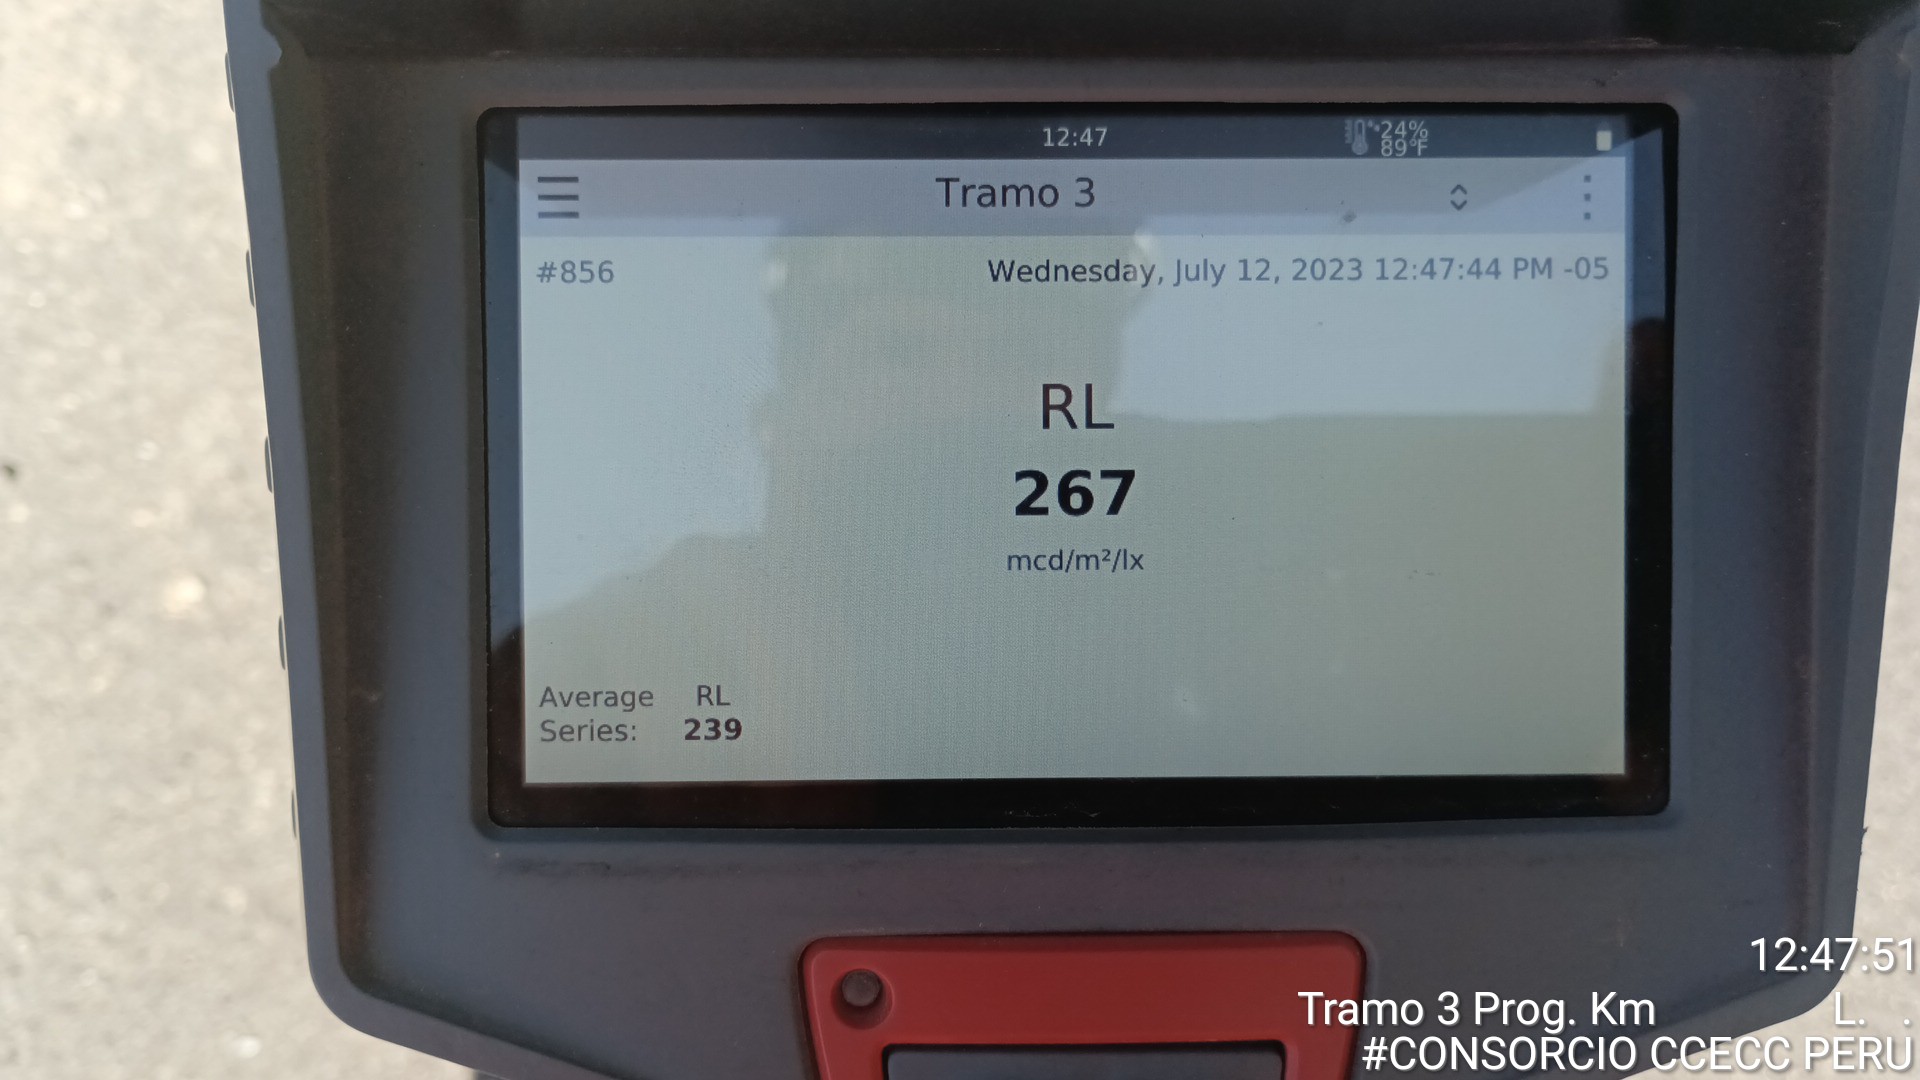 12:47
24%
89°F
Tramo 3
#856
Wednesday, July 12, 2023 12:47:44 PM -05
RL
267
mcd/m²/lx
Average RL
Series: 239
12:47:51
Tramo 3 Prog. Km L. .
#CONSORCIO CCECC PERU